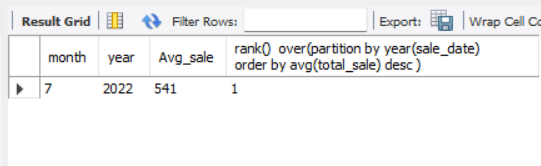 Result Grid Filter Rows: Export: Wrap Cell Co
month year Avg_sale rank() over(partition by year(sale_date)
order by avg(total_sale) desc )
7 2022 541 1